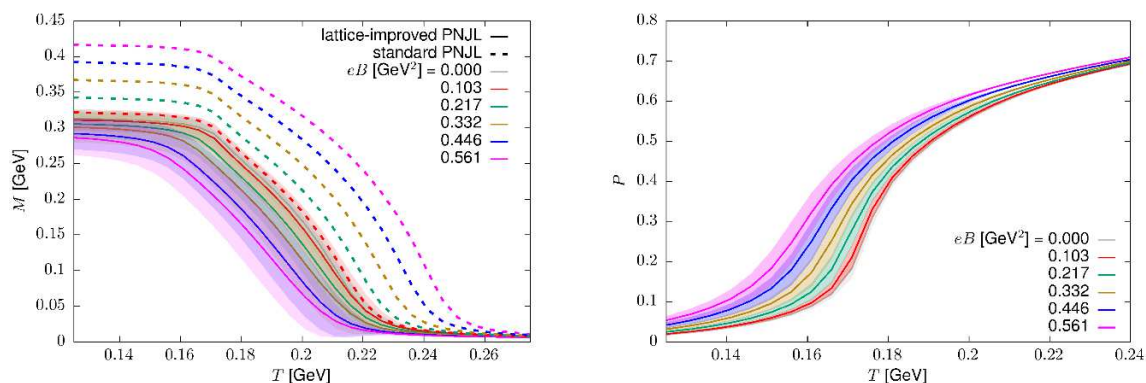 0.45
0.4
0.35
0.3
0.25
0.2
0.15
0.1
0.05
0
M [GeV]
lattice-improved PNJL
standard PNJL
eB [GeV²] = 0.000
0.103
0.217
0.332
0.446
0.561
0.14 0.16 0.18 0.2 0.22 0.24 0.26
T [GeV]
0.8
0.7
0.6
0.5
0.4
0.3
0.2
0.1
0
P
eB [GeV²] = 0.000
0.103
0.217
0.332
0.446
0.561
0.14 0.16 0.18 0.2 0.22 0.24
T [GeV]